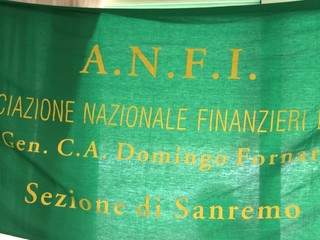 A.N.F.I.
CIAZIONE NAZIONALE FINANZIERI
Gen. C.A. Domingo Fornar
Sezione di Sanremo